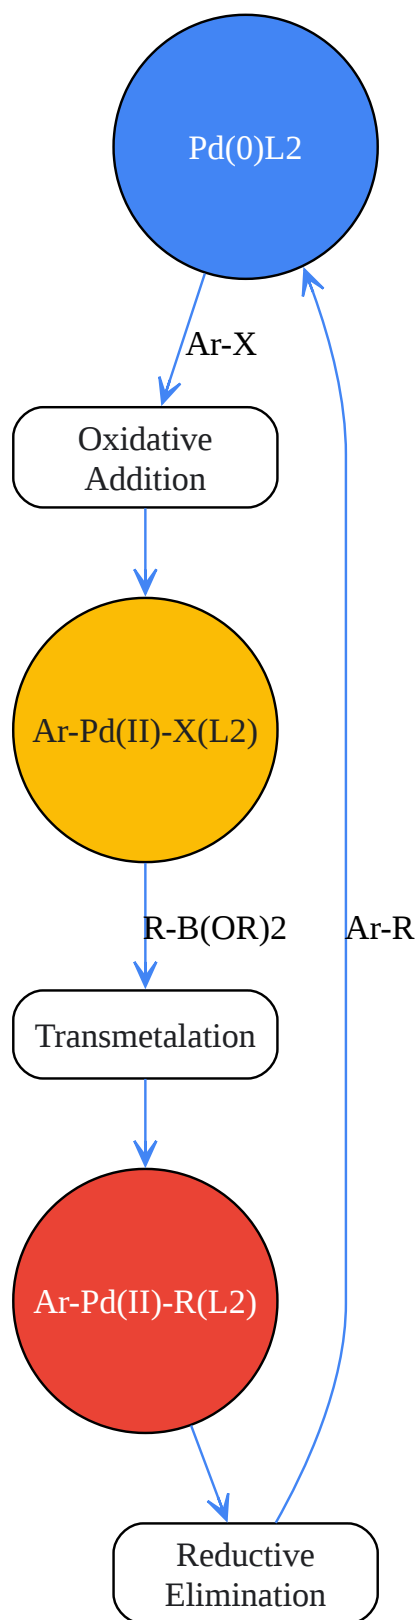 Pd(0)L2
Ar-X
Oxidative
Addition
Ar-Pd(II)-X(L2)
R-B(OR)2
Ar-R
Transmetalation
Ar-Pd(II)-R(L2)
Reductive
Elimination